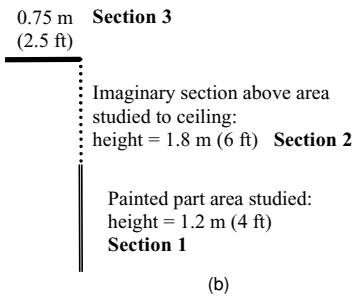 0.75 m Section 3
(2.5 ft)
Imaginary section above area
studied to ceiling:
height = 1.8 m (6 ft) Section 2
Painted part area studied:
height = 1.2 m (4 ft)
Section 1
(b)